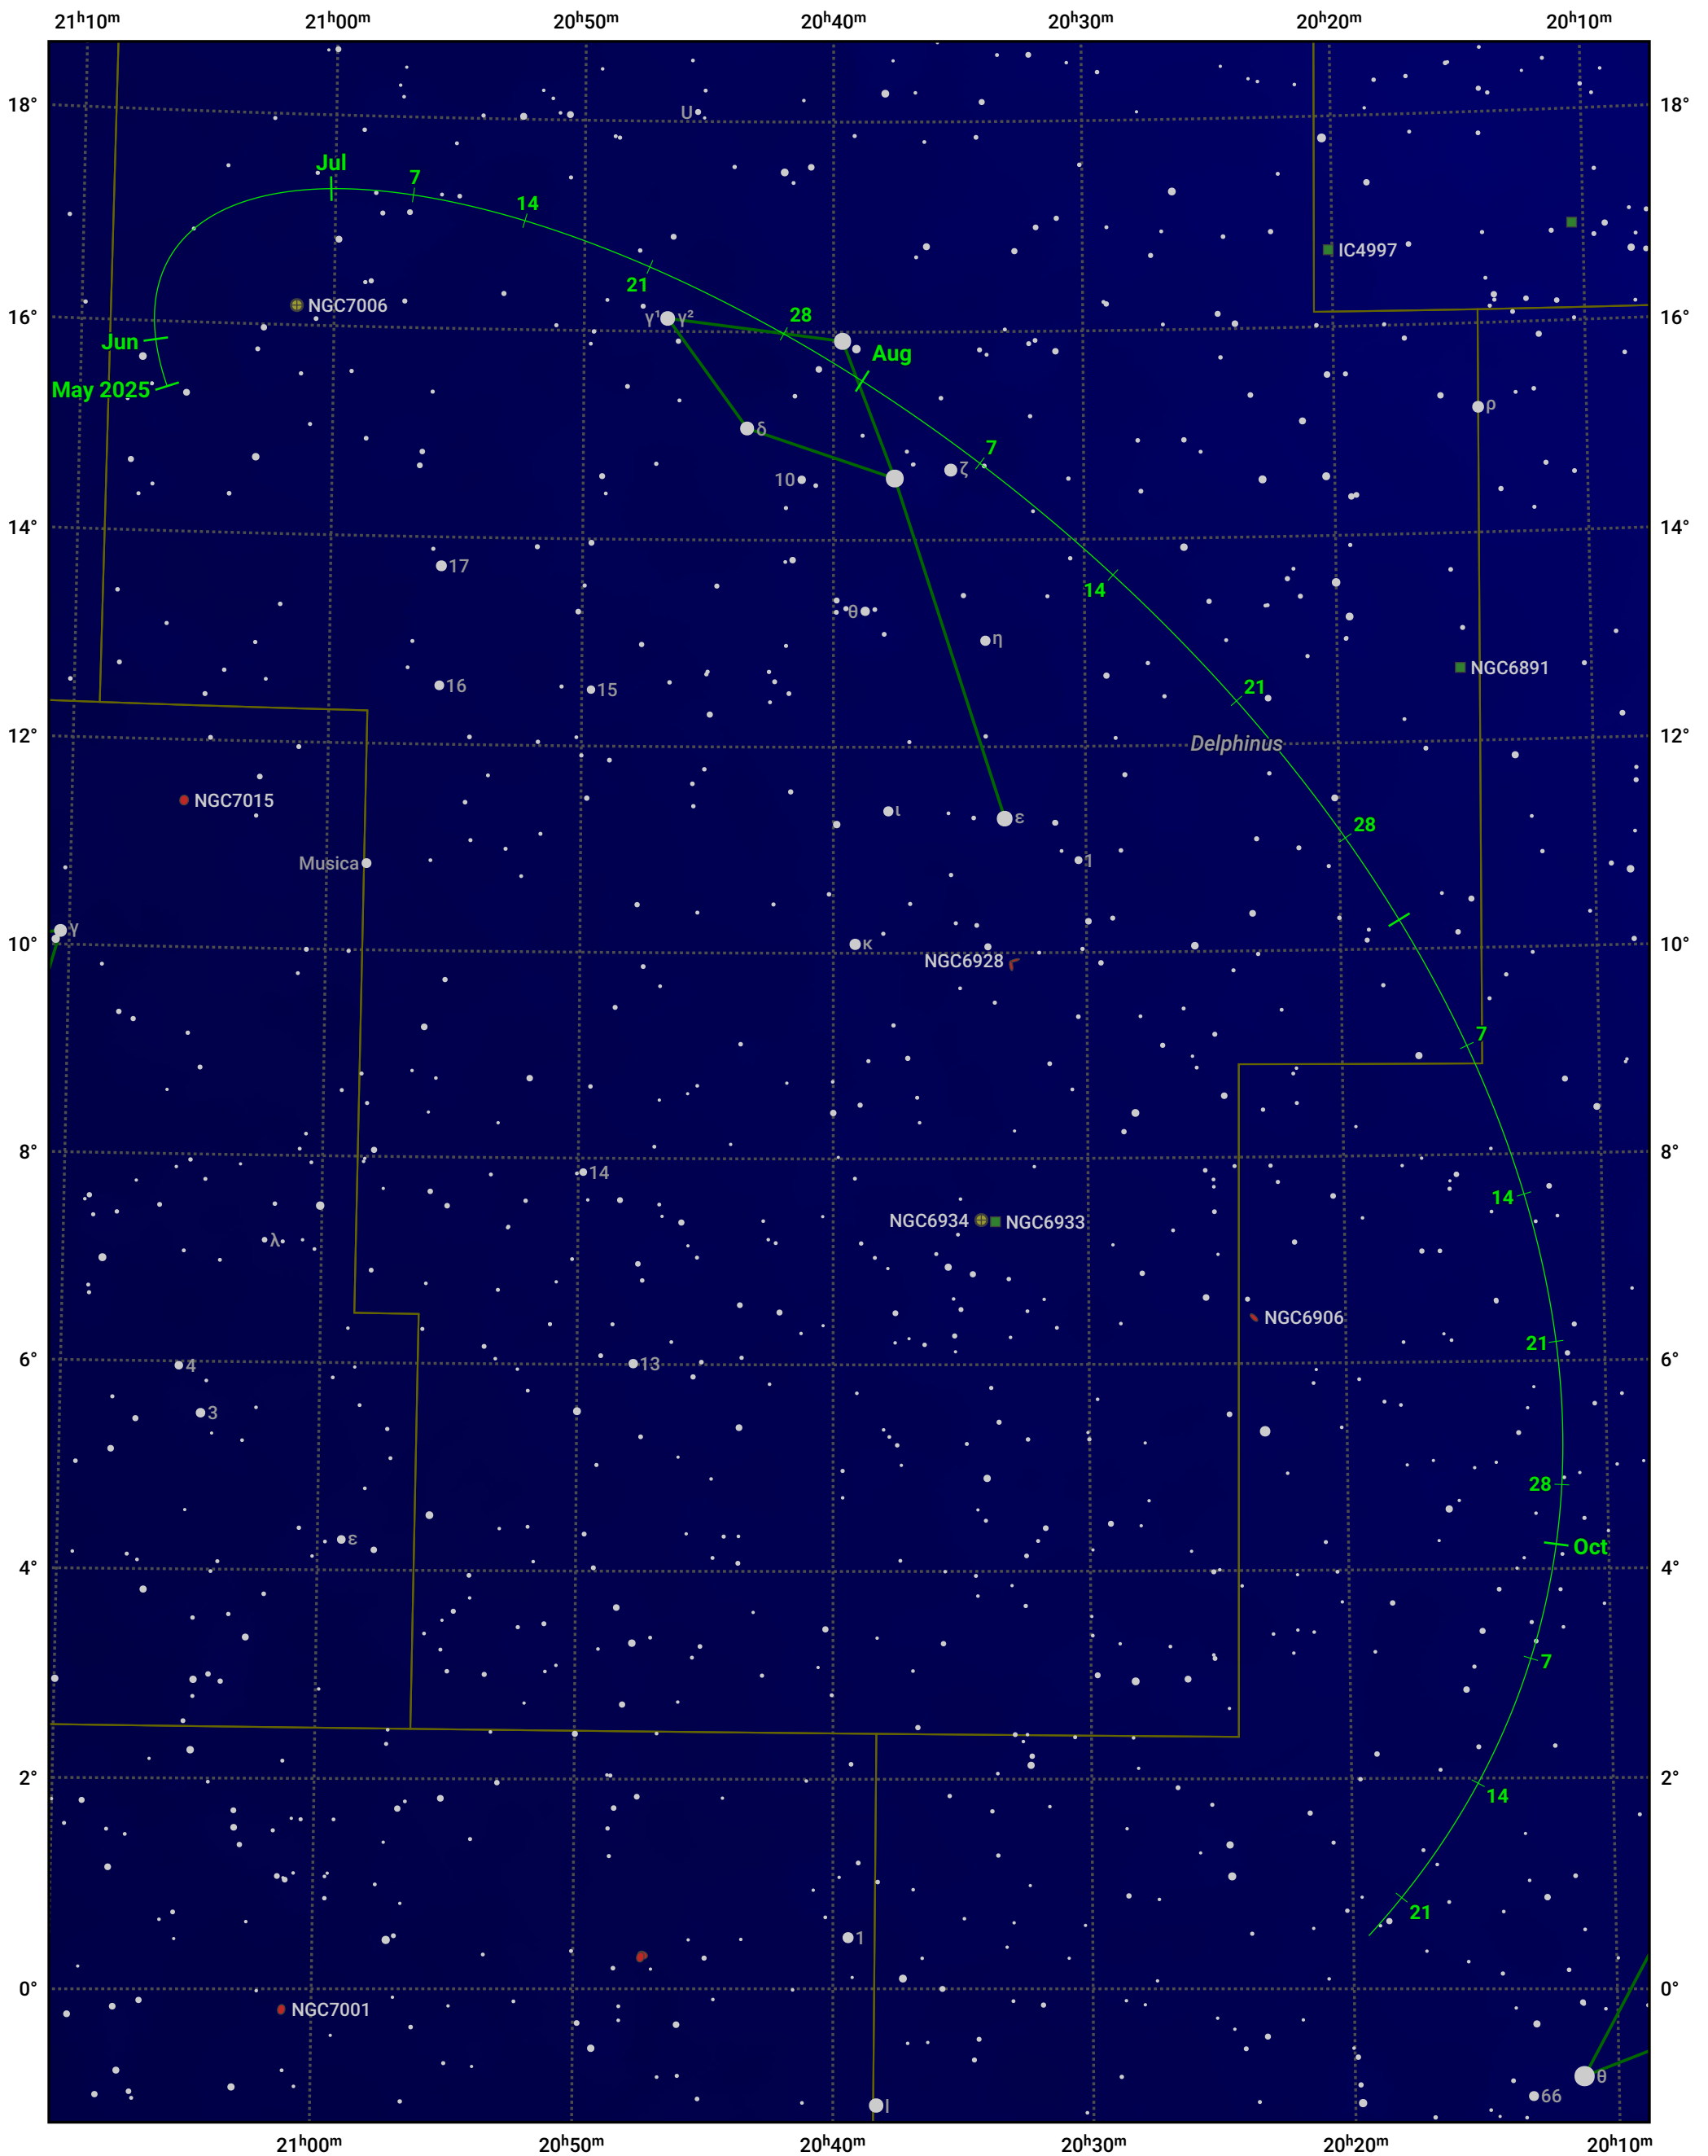 21h10m 21h00m 20h50m 20h40m 20h30m 20h20m 20h10m
18° U 18°
Jul
7
14
IC4997
21
NGC7006
16° γ¹ γ² 28 16°
Jun
Aug
May 2025
ρ
δ
7
ζ
10
14° 14°
17
14
θ
η
NGC6891
16 15
21
12° Delphinus 12°
NGC7015
ι
ε
28
1
Musica
γ
10° κ 10°
NGC6928
7
8° 8°
14
14
NGC6934 NGC6933
λ
NGC6906
21
6° 4 13 6°
3
28
ε
Oct
4° 4°
7
2° 2°
14
21
1
0° 0°
NGC7001
θ
66
l
21h00m 20h50m 20h40m 20h30m 20h20m 20h10m